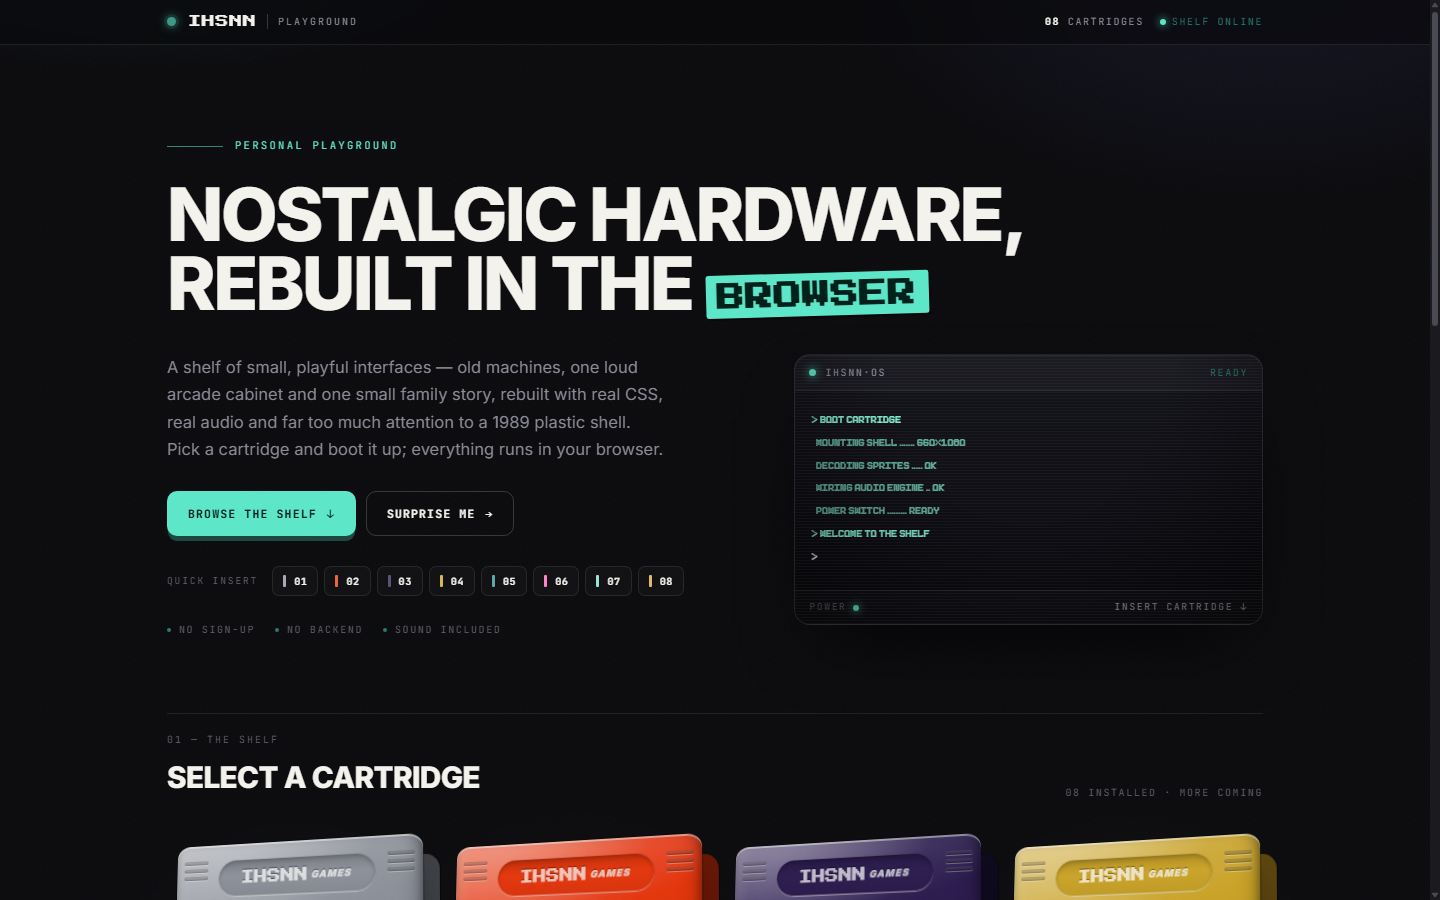 IHSNN PLAYGROUND
08 CARTRIDGES SHELF ONLINE
PERSONAL PLAYGROUND
NOSTALGIC HARDWARE,
REBUILT IN THE BROWSER
A shelf of small, playful interfaces — old machines, one loud
arcade cabinet and one small family story, rebuilt with real CSS,
real audio and far too much attention to a 1989 plastic shell.
Pick a cartridge and boot it up; everything runs in your browser.
BROWSE THE SHELF ↓ SURPRISE ME →
QUICK INSERT 01 02 03 04 05 06 07 08
NO SIGN-UP NO BACKEND SOUND INCLUDED
IHSNN·OS READY
> BOOT CARTRIDGE
MOUNTING SHELL ...... 660×1080
DECODING SPRITES .... OK
WIRING AUDIO ENGINE .. OK
POWER SWITCH ........ READY
> WELCOME TO THE SHELF
>
POWER INSERT CARTRIDGE ↓
01 — THE SHELF
SELECT A CARTRIDGE
08 INSTALLED · MORE COMING
IHSNN GAMES IHSNN GAMES IHSNN GAMES IHSNN GAMES